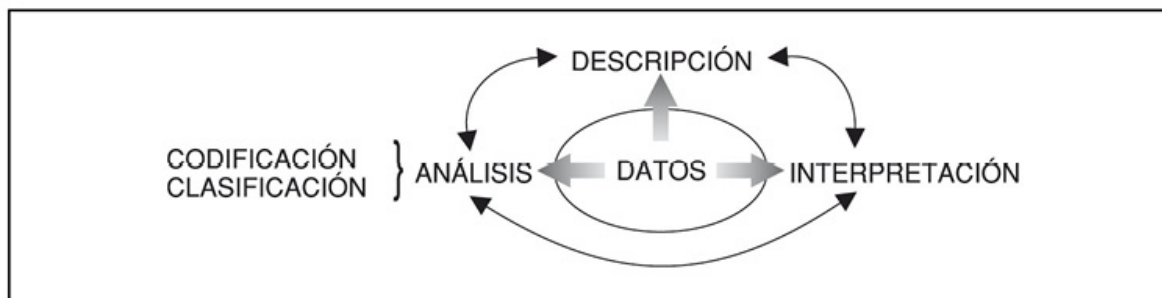 DESCRIPCIÓN
CODIFICACIÓN
CLASIFICACIÓN
} ANÁLISIS
DATOS
INTERPRETACIÓN